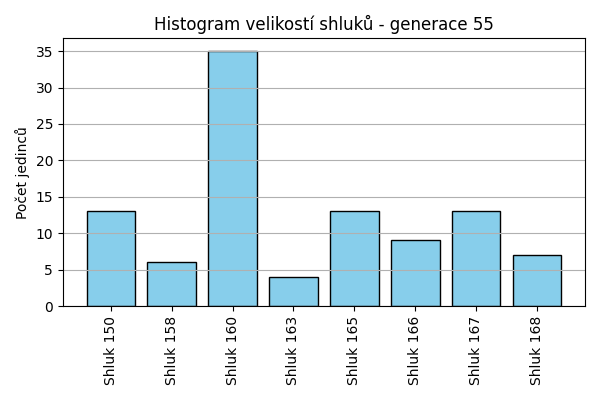 Histogram velikostí shluků - generace 55
Počet jedinců
35
30
25
20
15
10
5
0
Shluk 150
Shluk 158
Shluk 160
Shluk 163
Shluk 165
Shluk 166
Shluk 167
Shluk 168